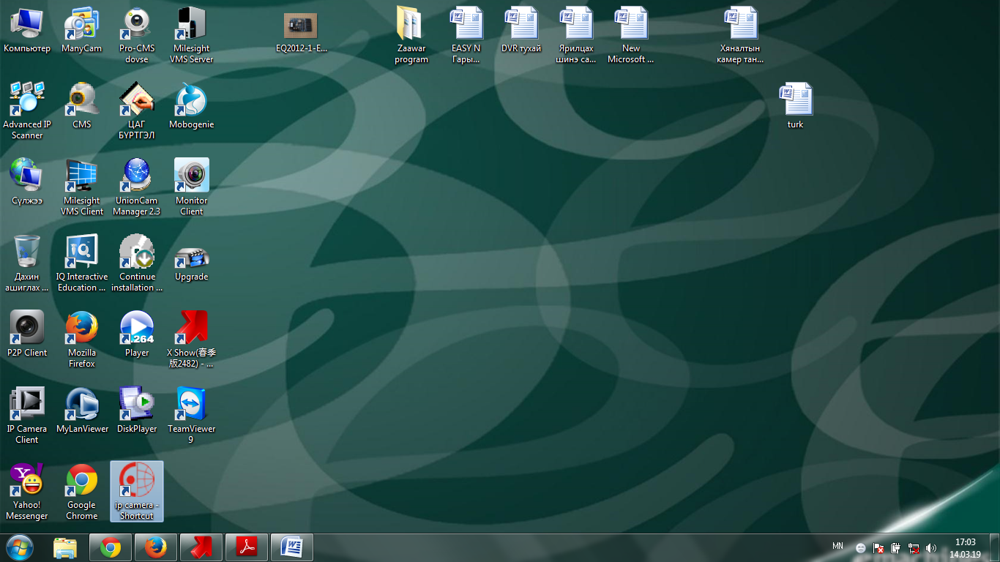 Компьютер
ManyCam
Pro-CMS
dovse
Milesight
VMS Server
EQ2012-1-E...
Zaawar
program
EASY N
Гары...
DVR тухай
Ярилцах
шинэ са...
New
Microsoft ...
Хяналтын
камер тан...
Advanced IP
Scanner
CMS
ЦАГ
БҮРТГЭЛ
Mobogenie
turk
Сүлжээ
Milesight
VMS Client
UnionCam
Manager 2.3
Monitor
Client
Дахин
ашиглах ...
IQ
IQ Interactive
Education ...
Continue
installation ...
Upgrade
P2P Client
Mozilla
Firefox
.264
Player
X Show(春季
版2482) - ...
IP Camera
Client
MyLanViewer
DiskPlayer
TeamViewer
9
Yahoo!
Messenger
Google
Chrome
ip camera -
Shortcut
MN
17:03
14.03.19